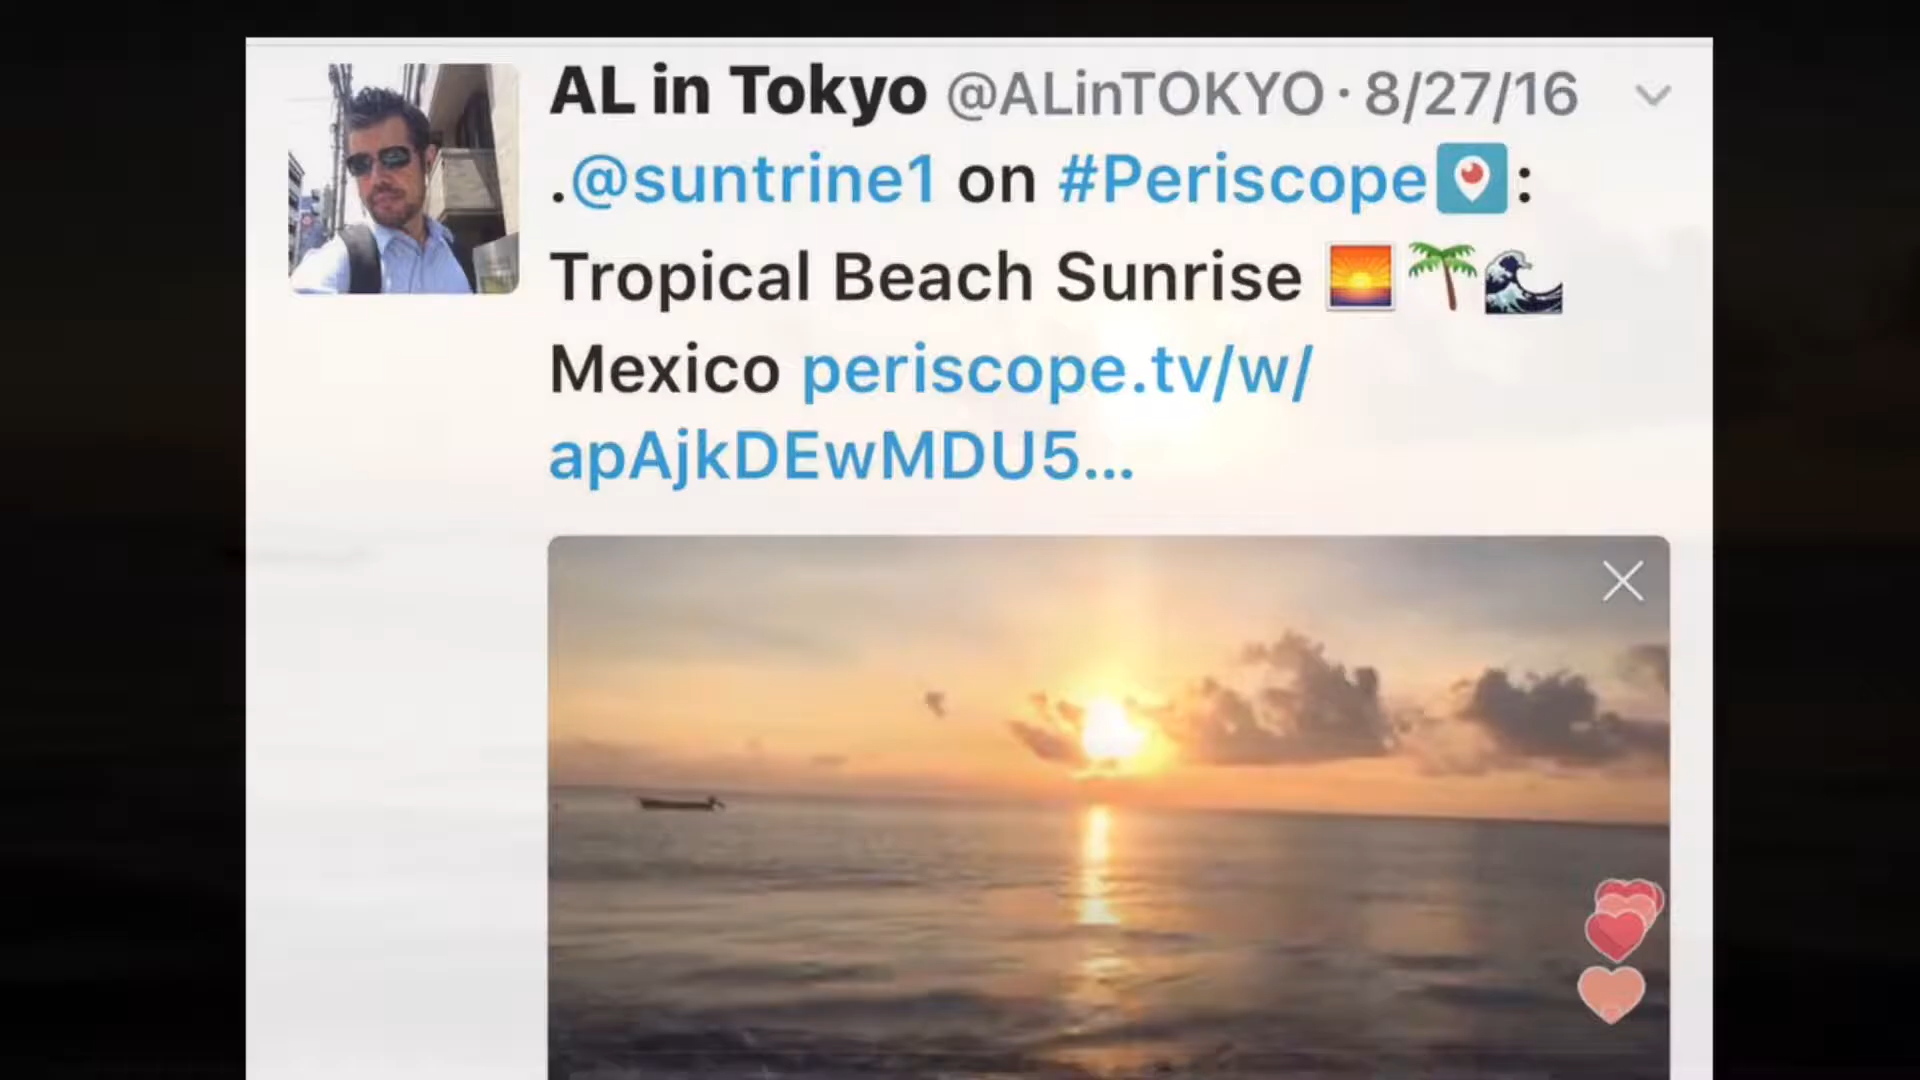 AL in Tokyo @ALinTOKYO · 8/27/16
.@suntrine1 on #Periscope:
Tropical Beach Sunrise 🌅🌴🌊
Mexico periscope.tv/w/
apAjkDEwMDU5...